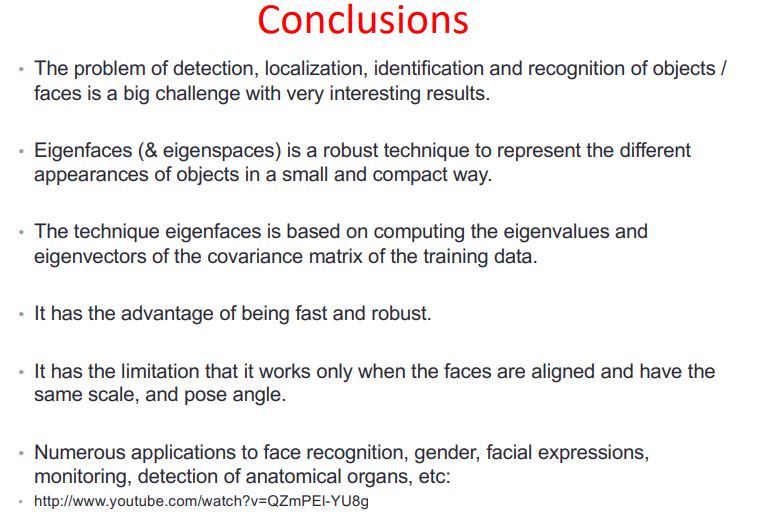 Conclusions
• The problem of detection, localization, identification and recognition of objects /
faces is a big challenge with very interesting results.
• Eigenfaces (& eigenspaces) is a robust technique to represent the different
appearances of objects in a small and compact way.
• The technique eigenfaces is based on computing the eigenvalues and
eigenvectors of the covariance matrix of the training data.
• It has the advantage of being fast and robust.
• It has the limitation that it works only when the faces are aligned and have the
same scale, and pose angle.
• Numerous applications to face recognition, gender, facial expressions,
monitoring, detection of anatomical organs, etc:
• http://www.youtube.com/watch?v=QZmPEI-YU8g